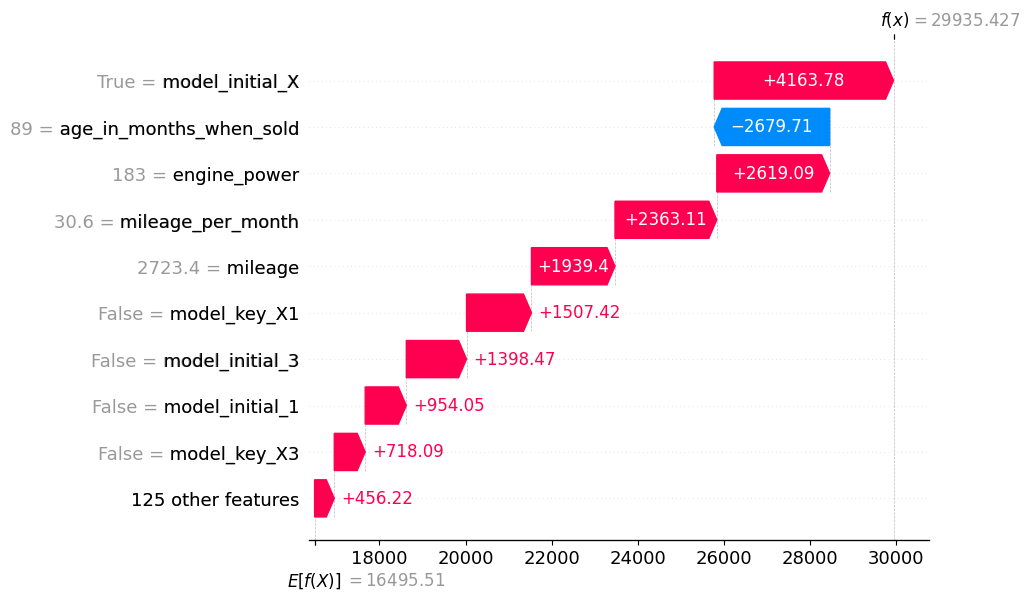 f(x) = 29935.427
True = model_initial_X +4163.78
89 = age_in_months_when_sold −2679.71
183 = engine_power +2619.09
30.6 = mileage_per_month +2363.11
2723.4 = mileage +1939.4
False = model_key_X1 +1507.42
False = model_initial_3 +1398.47
False = model_initial_1 +954.05
False = model_key_X3 +718.09
125 other features +456.22
18000 20000 22000 24000 26000 28000 30000
E[f(X)] = 16495.51